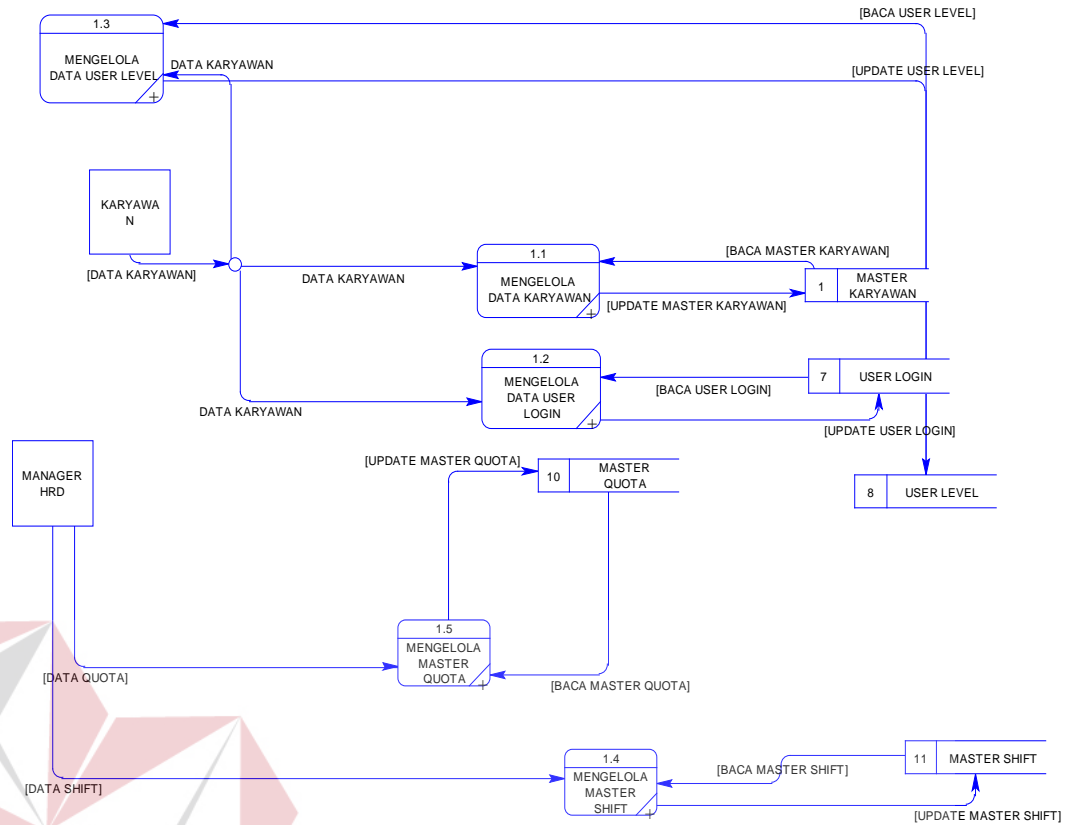 [BACA USER LEVEL]
1.3
MENGELOLA
DATA USER LEVEL
DATA KARYAWAN
[UPDATE USER LEVEL]
KARYAWA
N
[DATA KARYAWAN]
DATA KARYAWAN
1.1
MENGELOLA
DATA KARYAWAN
[BACA MASTER KARYAWAN]
1
MASTER
KARYAWAN
[UPDATE MASTER KARYAWAN]
1.2
MENGELOLA
DATA USER
LOGIN
7
USER LOGIN
[BACA USER LOGIN]
DATA KARYAWAN
[UPDATE USER LOGIN]
MANAGER
HRD
[UPDATE MASTER QUOTA]
10
MASTER
QUOTA
8
USER LEVEL
1.5
MENGELOLA
MASTER
QUOTA
[DATA QUOTA]
[BACA MASTER QUOTA]
1.4
MENGELOLA
MASTER
SHIFT
11
MASTER SHIFT
[BACA MASTER SHIFT]
[DATA SHIFT]
[UPDATE MASTER SHIFT]